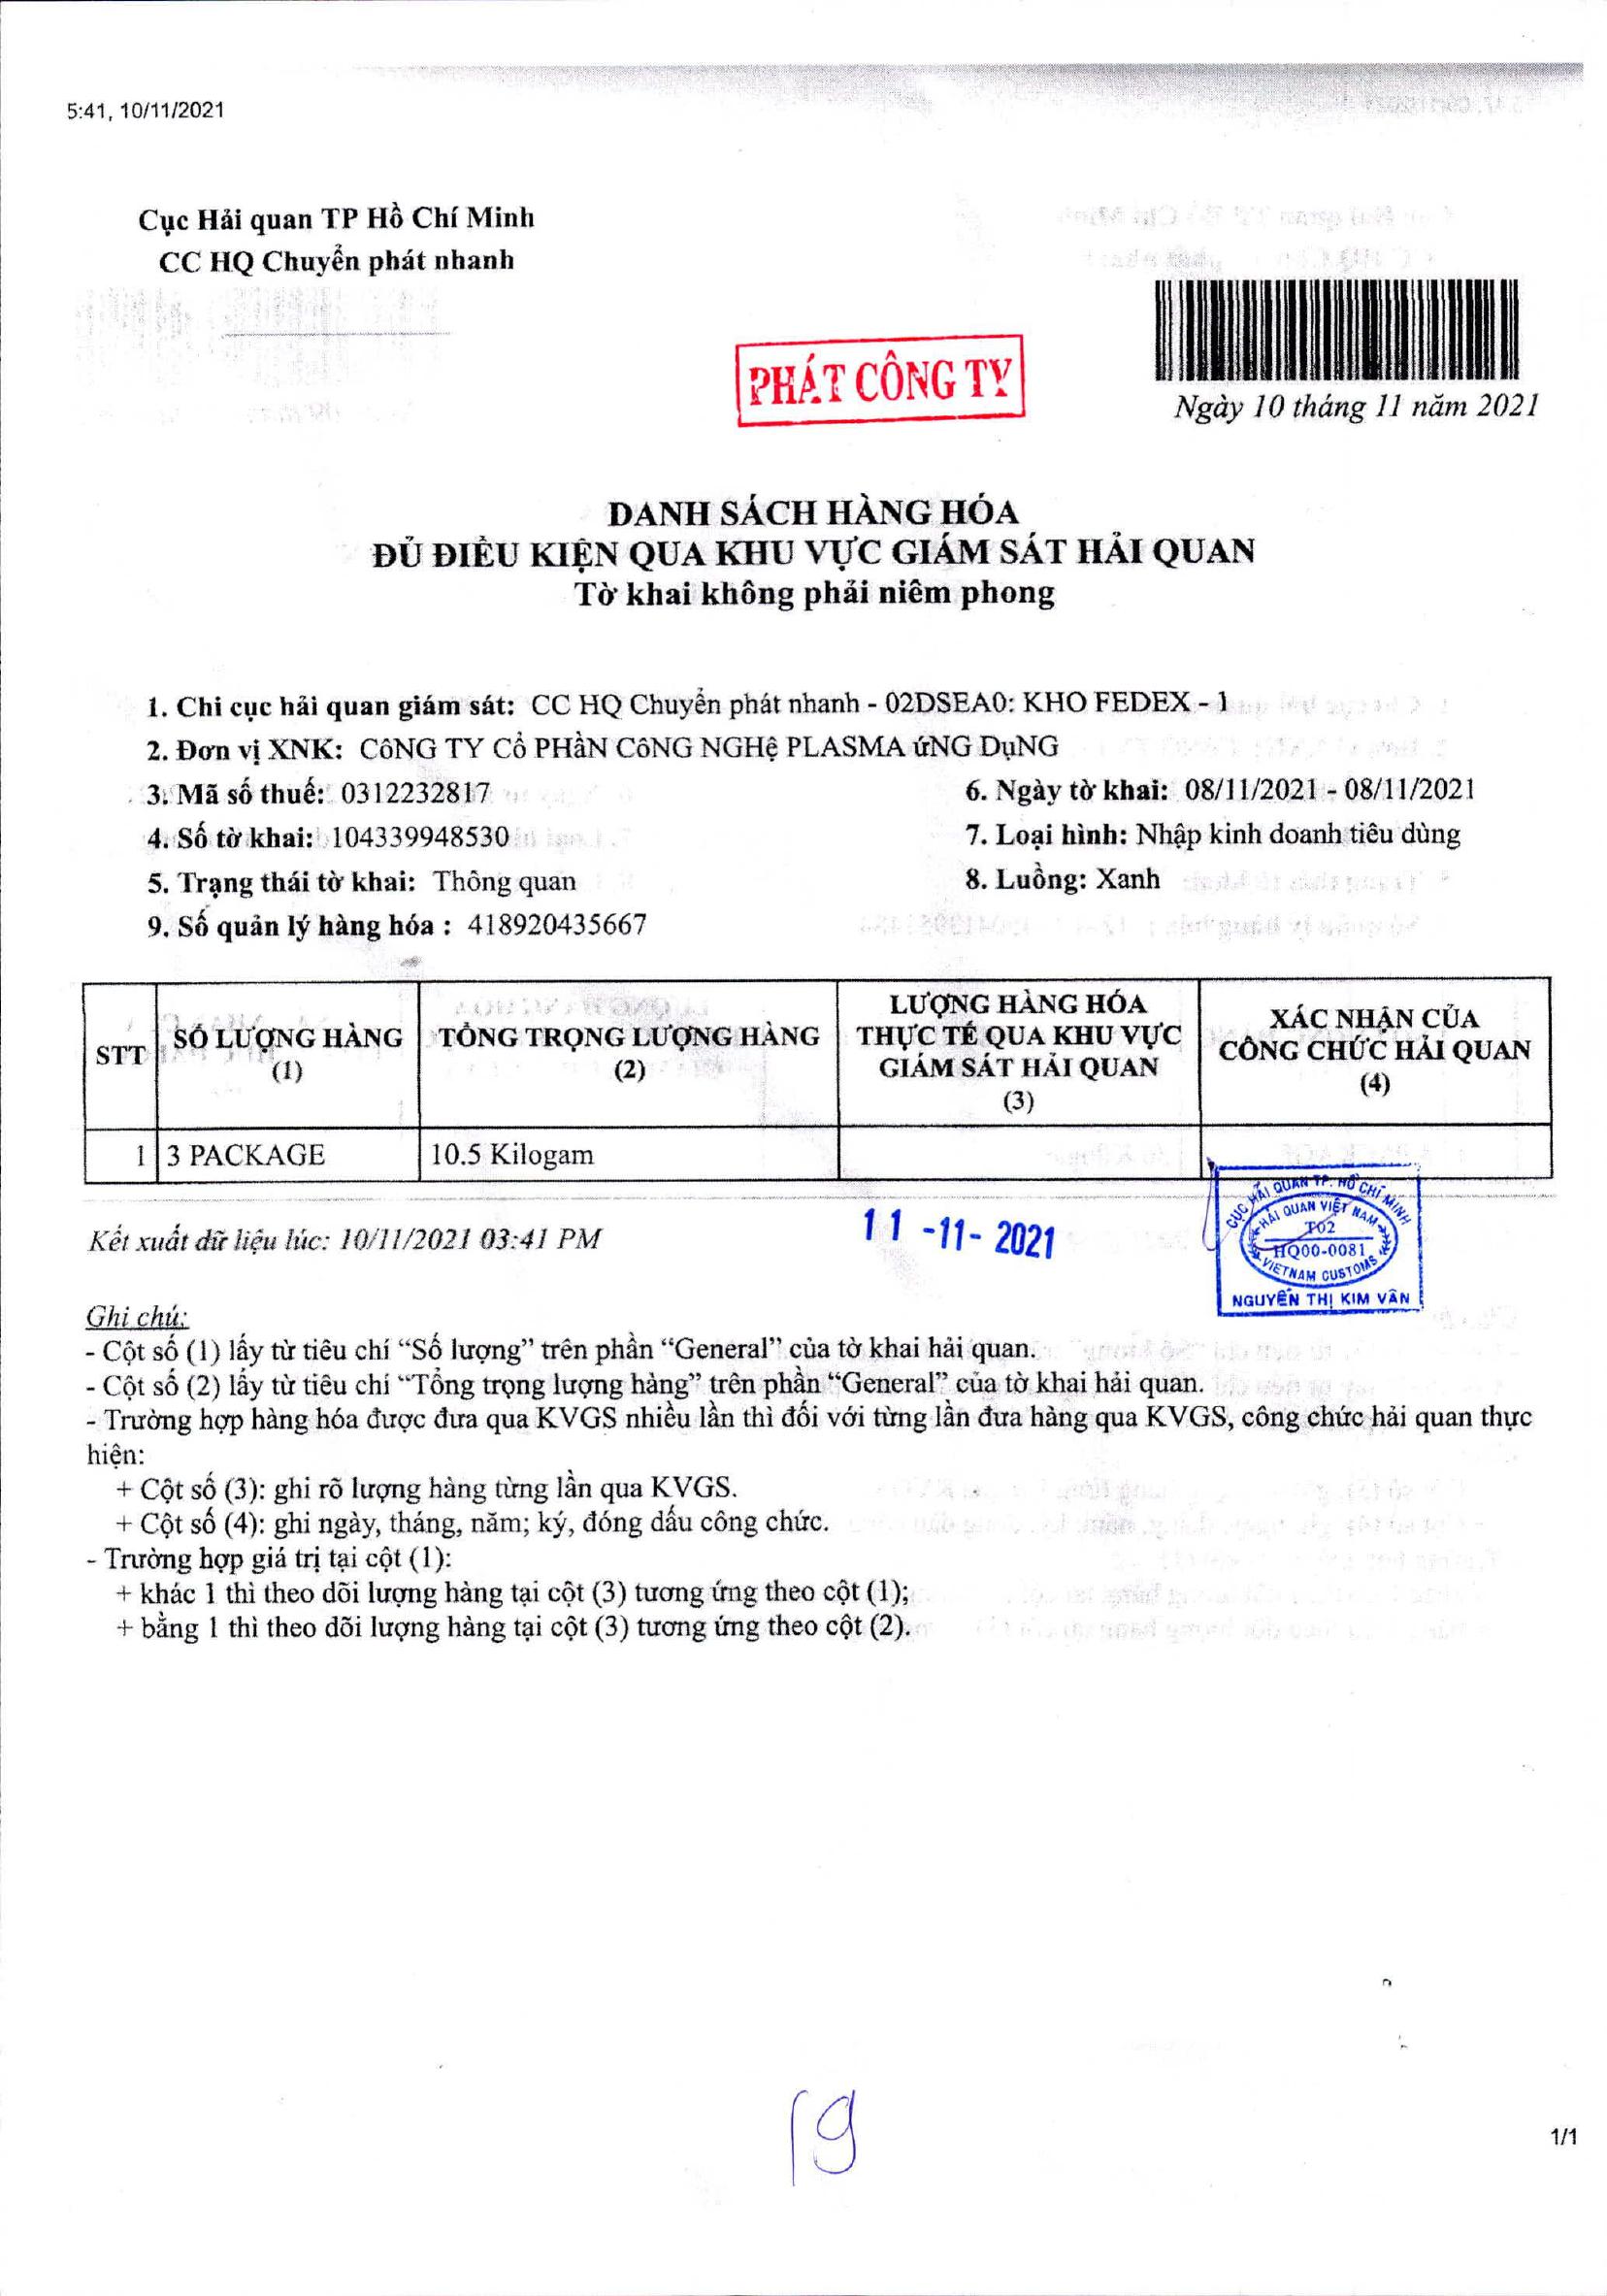 5:41, 10/11/2021
Cục Hải quan TP Hồ Chí Minh
CC HQ Chuyển phát nhanh
PHÁT CÔNG TY
Ngày 10 tháng 11 năm 2021
DANH SÁCH HÀNG HÓA
ĐỦ ĐIỀU KIỆN QUA KHU VỰC GIÁM SÁT HẢI QUAN
Tờ khai không phải niêm phong
1. Chi cục hải quan giám sát: CC HQ Chuyển phát nhanh - 02DSEA0: KHO FEDEX - 1
2. Đơn vị XNK: CôNG TY Cổ PHầN CôNG NGHệ PLASMA ứNG DụNG
3. Mã số thuế: 0312232817
6. Ngày tờ khai: 08/11/2021 - 08/11/2021
4. Số tờ khai: 104339948530
7. Loại hình: Nhập kinh doanh tiêu dùng
5. Trạng thái tờ khai: Thông quan
8. Luồng: Xanh
9. Số quản lý hàng hóa : 418920435667
STT
SỐ LƯỢNG HÀNG
(1)
TỔNG TRỌNG LƯỢNG HÀNG
(2)
LƯỢNG HÀNG HÓA
THỰC TẾ QUA KHU VỰC
GIÁM SÁT HẢI QUAN
(3)
XÁC NHẬN CỦA
CÔNG CHỨC HẢI QUAN
(4)
1 3 PACKAGE 10.5 Kilogam
Kết xuất dữ liệu lúc: 10/11/2021 03:41 PM
11 -11- 2021
CỤC HẢI QUAN TP. HỒ CHÍ MINH
HẢI QUAN VIỆT NAM
T02
HQ00-0081
VIETNAM CUSTOMS
NGUYỄN THỊ KIM VÂN
Ghi chú:
- Cột số (1) lấy từ tiêu chí “Số lượng” trên phần “General” của tờ khai hải quan.
- Cột số (2) lấy từ tiêu chí “Tổng trọng lượng hàng” trên phần “General” của tờ khai hải quan.
- Trường hợp hàng hóa được đưa qua KVGS nhiều lần thì đối với từng lần đưa hàng qua KVGS, công chức hải quan thực
hiện:
+ Cột số (3): ghi rõ lượng hàng từng lần qua KVGS.
+ Cột số (4): ghi ngày, tháng, năm; ký, đóng dấu công chức.
- Trường hợp giá trị tại cột (1):
+ khác 1 thì theo dõi lượng hàng tại cột (3) tương ứng theo cột (1);
+ bằng 1 thì theo dõi lượng hàng tại cột (3) tương ứng theo cột (2).
19
1/1